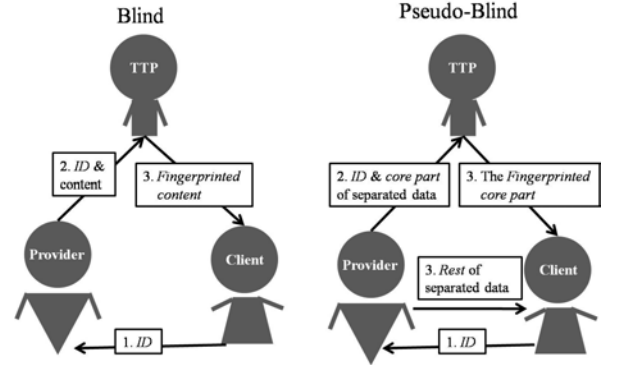 Blind
TTP
2. ID &
content
3. Fingerprinted
content
Provider
Client
1. ID
Pseudo-Blind
TTP
2. ID & core part
of separated data
3. The Fingerprinted
core part
Provider
3. Rest of
separated data
Client
1. ID